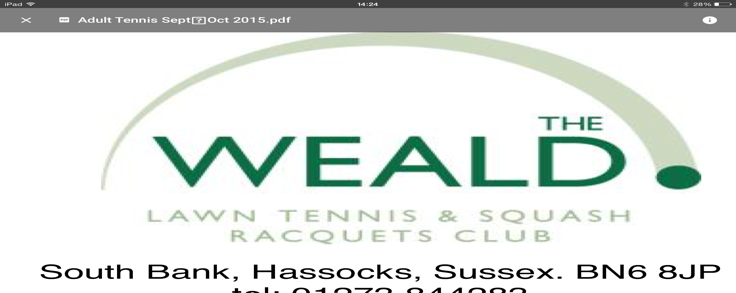 iPad 14:24 28%
Adult Tennis Sept?Oct 2015.pdf
THE
WEALD
LAWN TENNIS & SQUASH
RACQUETS CLUB
South Bank, Hassocks, Sussex. BN6 8JP